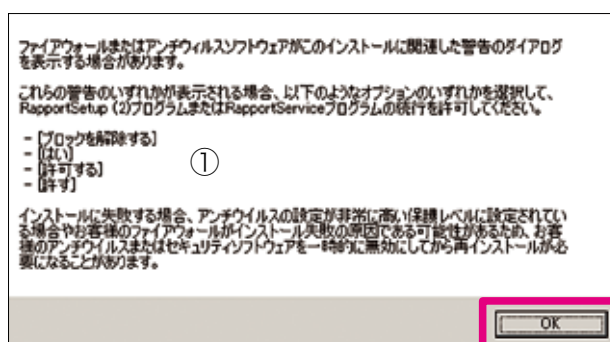 ファイアウォールまたはアンチウィルスソフトウェアがこのインストールに関連した警告のダイアログ
を表示する場合があります。
これらの警告のいずれかが表示される場合、以下のようなオプションのいずれかを選択して、
RapportSetup (2)プログラムまたはRapportServiceプログラムの続行を許可してください。
- [ブロックを解除する]
- [はい]
- [許可する]
- [許す]
①
インストールに失敗する場合、アンチウイルスの設定が非常に高い保護レベルに設定されてい
る場合やお客様のファイアウォールがインストール失敗の原因である可能性があるため、お客
様のアンチウイルスまたはセキュリティソフトウェアを一時的に無効にしてから再インストールが必
要になることがあります。
OK